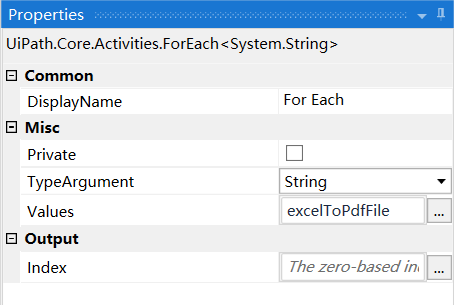 Properties
UiPath.Core.Activities.ForEach<System.String>
Common
DisplayName For Each
Misc
Private
TypeArgument String
Values excelToPdfFile ...
Output
Index The zero-based in ...